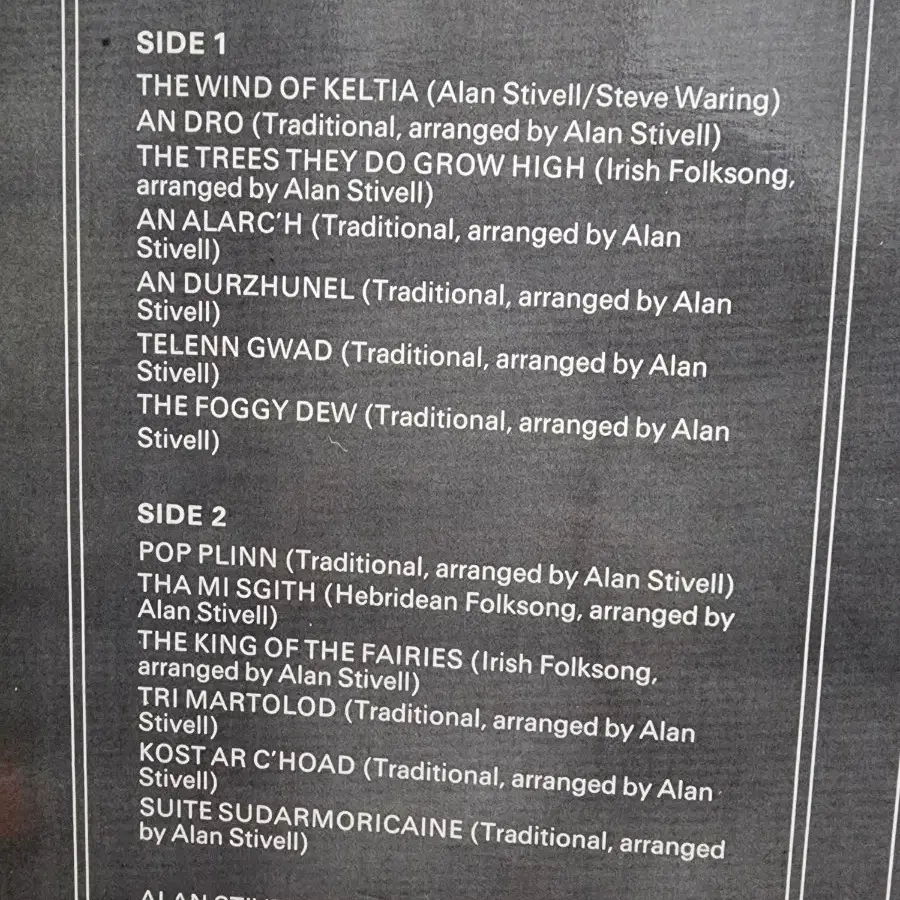 SIDE 1
THE WIND OF KELTIA (Alan Stivell/Steve Waring)
AN DRO (Traditional, arranged by Alan Stivell)
THE TREES THEY DO GROW HIGH (Irish Folksong,
arranged by Alan Stivell)
AN ALARC'H (Traditional, arranged by Alan
Stivell)
AN DURZHUNEL (Traditional, arranged by Alan
Stivell)
TELENN GWAD (Traditional, arranged by Alan
Stivell)
THE FOGGY DEW (Traditional, arranged by Alan
Stivell)
SIDE 2
POP PLINN (Traditional, arranged by Alan Stivell)
THA MI SGITH (Hebridean Folksong, arranged by
Alan Stivell)
THE KING OF THE FAIRIES (Irish Folksong,
arranged by Alan Stivell)
TRI MARTOLOD (Traditional, arranged by Alan
Stivell)
KOST AR C'HOAD (Traditional, arranged by Alan
Stivell)
SUITE SUDARMORICAINE (Traditional, arranged
by Alan Stivell)